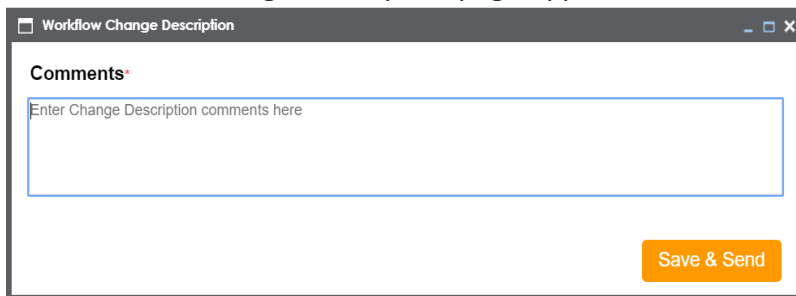 Workflow Change Description
Comments*
Enter Change Description comments here
Save & Send